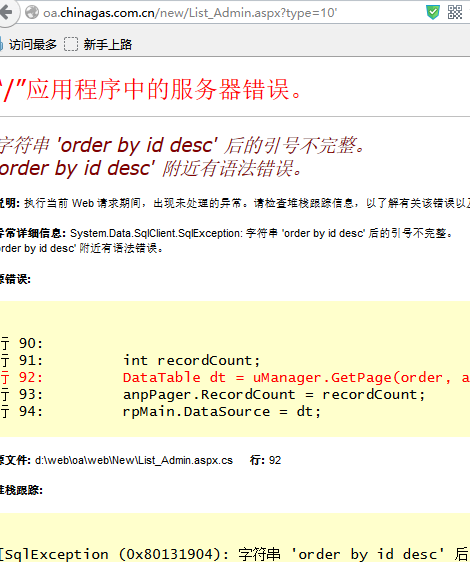 oa.chinagas.com.cn/new/List_Admin.aspx?type=10'
访问最多 新手上路
“/”应用程序中的服务器错误。
字符串 'order by id desc' 后的引号不完整。
'order by id desc' 附近有语法错误。
说明: 执行当前 Web 请求期间，出现未处理的异常。请检查堆栈跟踪信息，以了解有关该错误以及
异常详细信息: System.Data.SqlClient.SqlException: 字符串 'order by id desc' 后的引号不完整。
'order by id desc' 附近有语法错误。
源错误:
行 90:
行 91: int recordCount;
行 92: DataTable dt = uManager.GetPage(order, a
行 93: anpPager.RecordCount = recordCount;
行 94: rpMain.DataSource = dt;
源文件: d:\web\oa\web\New\List_Admin.aspx.cs 行: 92
堆栈跟踪:
[SqlException (0x80131904): 字符串 'order by id desc' 后